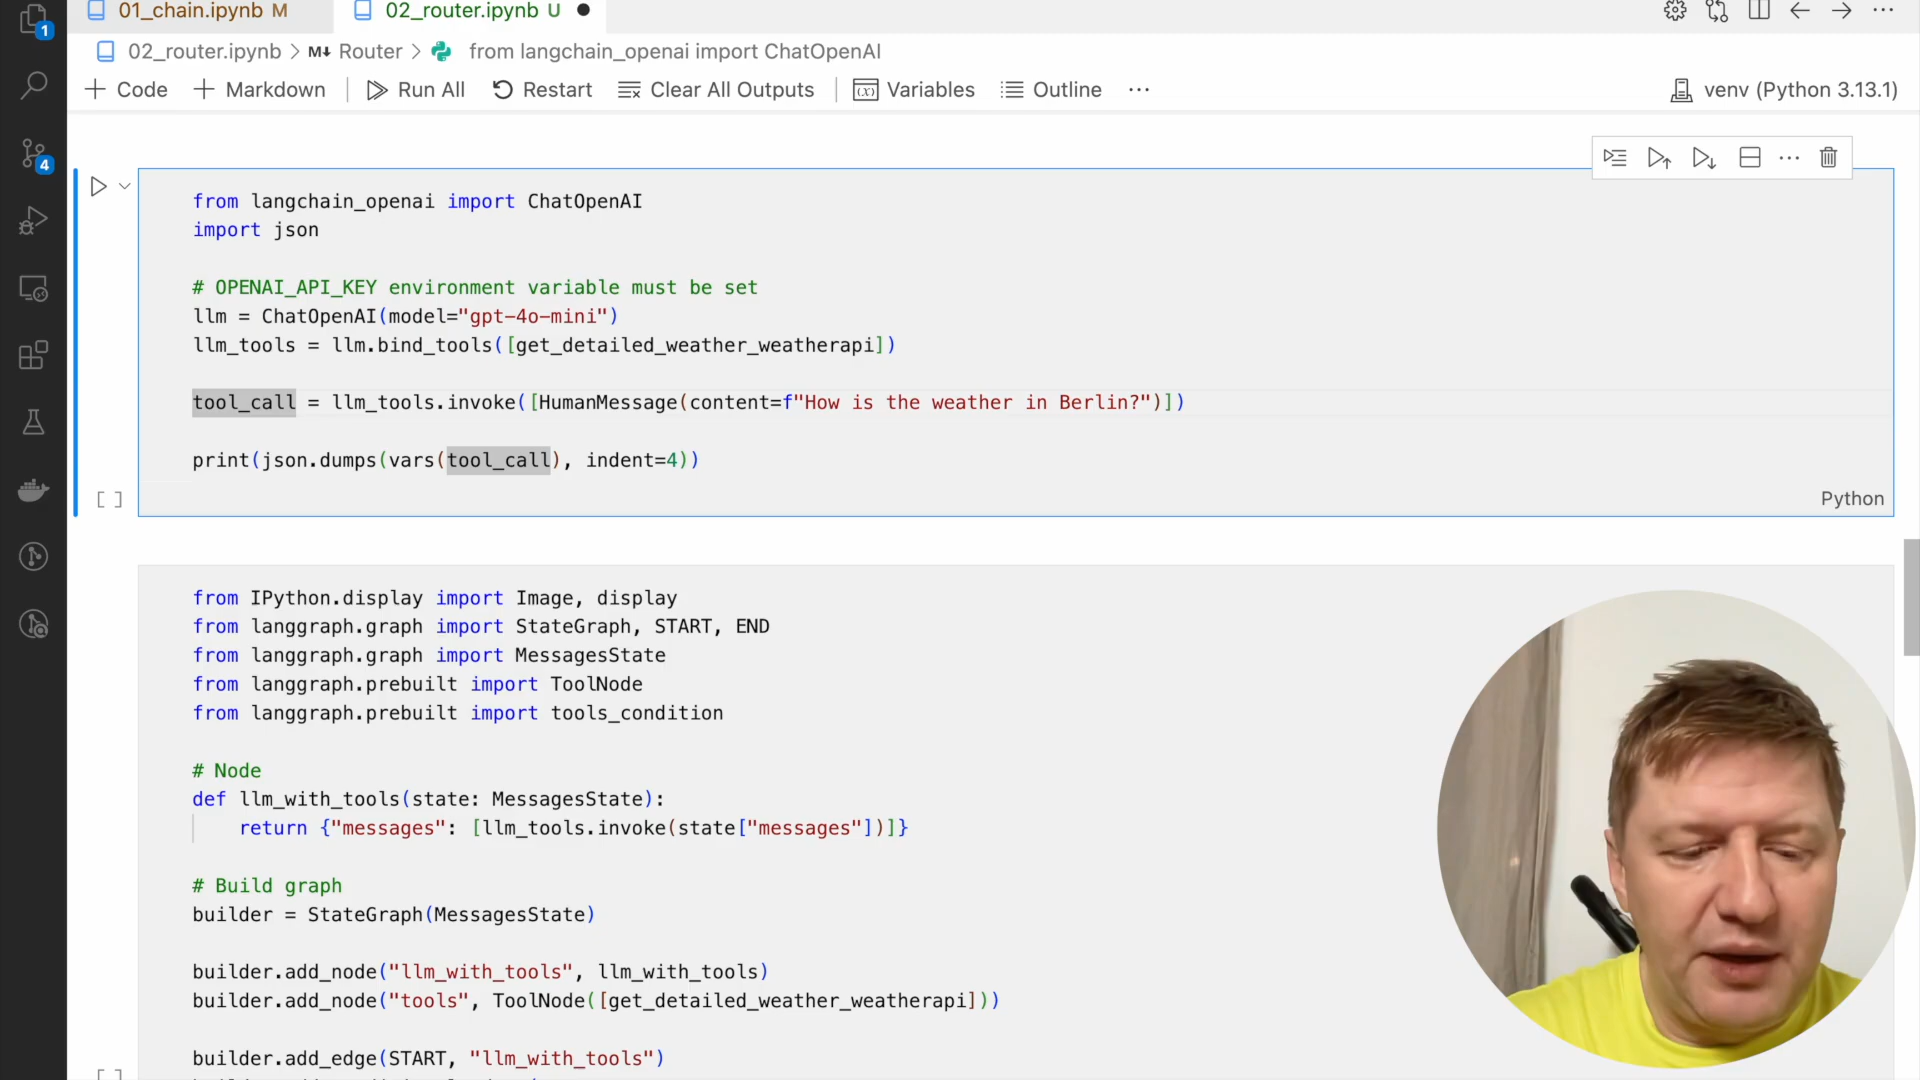 01_chain.ipynb M
02_router.ipynb U
1
02_router.ipynb > M↓ Router > from langchain_openai import ChatOpenAI
+ Code + Markdown Run All Restart Clear All Outputs (x) Variables Outline ... venv (Python 3.13.1)
4
from langchain_openai import ChatOpenAI
import json
# OPENAI_API_KEY environment variable must be set
llm = ChatOpenAI(model="gpt-4o-mini")
llm_tools = llm.bind_tools([get_detailed_weather_weatherapi])
tool_call = llm_tools.invoke([HumanMessage(content=f"How is the weather in Berlin?")])
print(json.dumps(vars(tool_call), indent=4))
[ ]
Python
from IPython.display import Image, display
from langgraph.graph import StateGraph, START, END
from langgraph.graph import MessagesState
from langgraph.prebuilt import ToolNode
from langgraph.prebuilt import tools_condition
# Node
def llm_with_tools(state: MessagesState):
return {"messages": [llm_tools.invoke(state["messages"])]}
# Build graph
builder = StateGraph(MessagesState)
builder.add_node("llm_with_tools", llm_with_tools)
builder.add_node("tools", ToolNode([get_detailed_weather_weatherapi]))
builder.add_edge(START, "llm_with_tools")